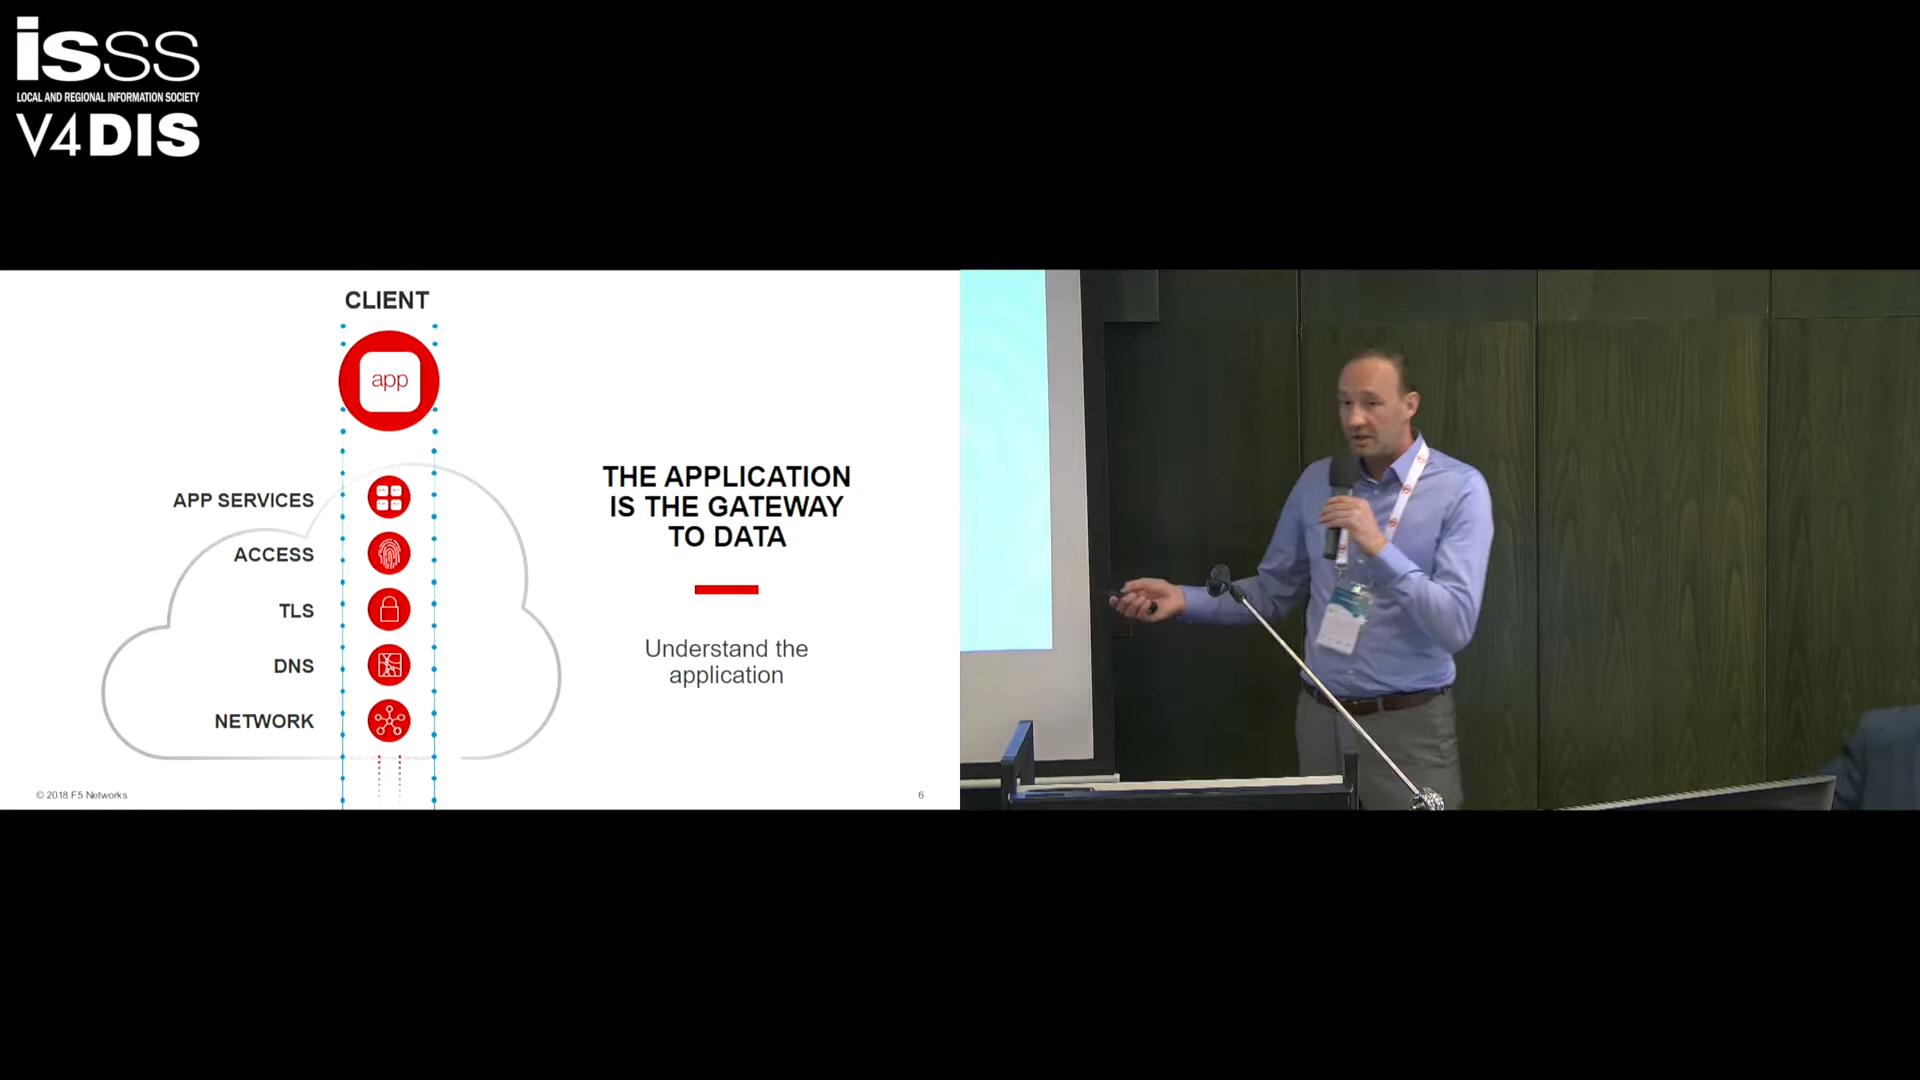 isss
LOCAL AND REGIONAL INFORMATION SOCIETY
V4DIS
CLIENT
app
APP SERVICES
ACCESS
TLS
DNS
NETWORK
THE APPLICATION
IS THE GATEWAY
TO DATA
Understand the
application
© 2018 F5 Networks
6